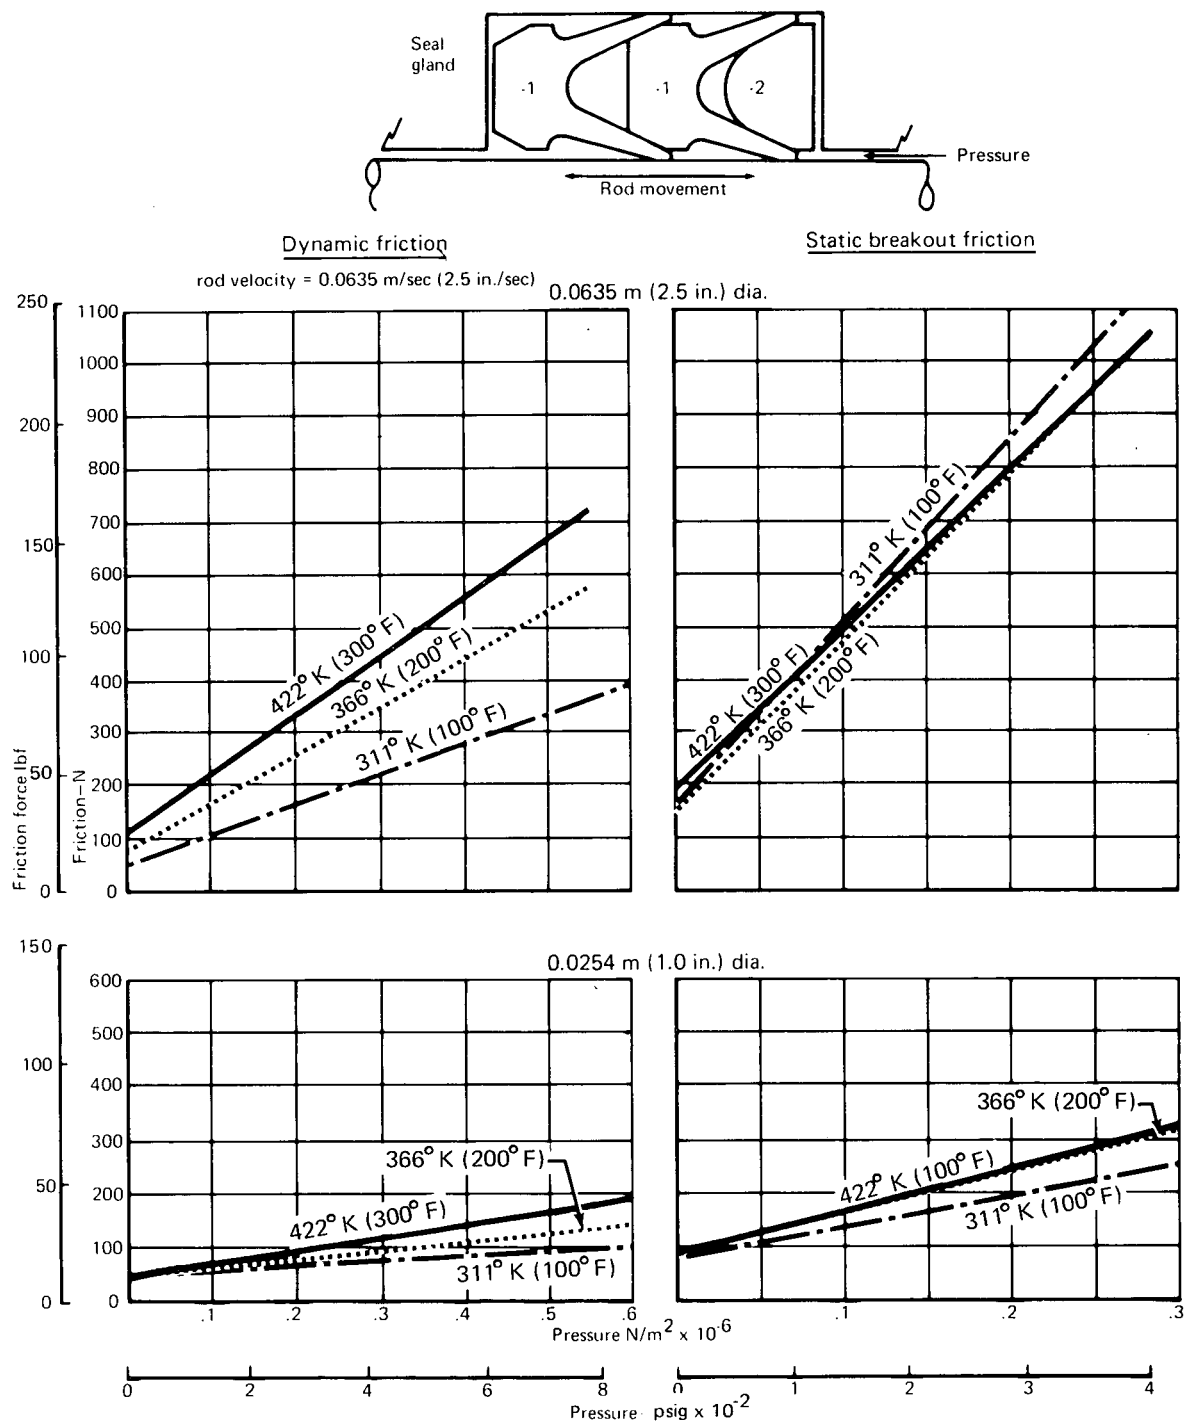 Seal
gland
-1
-1
-2
Pressure
Rod movement
Dynamic friction
Static breakout friction
rod velocity = 0.0635 m/sec (2.5 in./sec)
0.0635 m (2.5 in.) dia.
250
200
150
100
50
0
Friction force lbf
1100
1000
900
800
700
600
500
400
300
200
100
0
Friction–N
422° K (300° F)
366° K (200° F)
311° K (100° F)
311° K (100° F)
422° K (300° F)
366° K (200° F)
0.0254 m (1.0 in.) dia.
150
100
50
0
600
500
400
300
200
100
0
366° K (200° F)
422° K (300° F)
311° K (100° F)
366° K (200° F)
422° K (100° F)
311° K (100° F)
.1 .2 .3 .4 .5 .6
.1 .2 .3
Pressure N/m² x 10⁻⁶
0 2 4 6 8
0 1 2 3 4
Pressure psig x 10⁻²